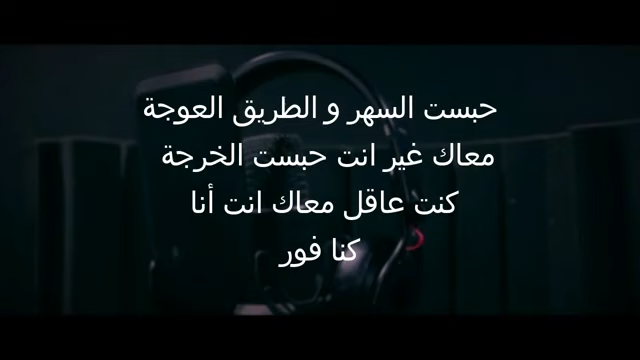 حبست السهر و الطريق العوجة
معاك غير انت حبست الخرجة
كنت عاقل معاك انت أنا
كنا فور